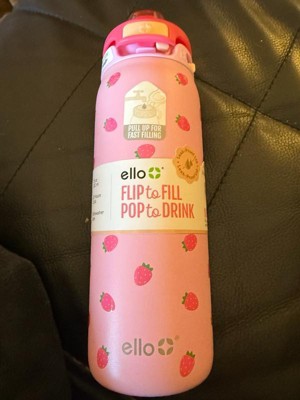 PULL UP FOR
FAST FILLING
ello
FLIP to FILL
POP to DRINK
ello